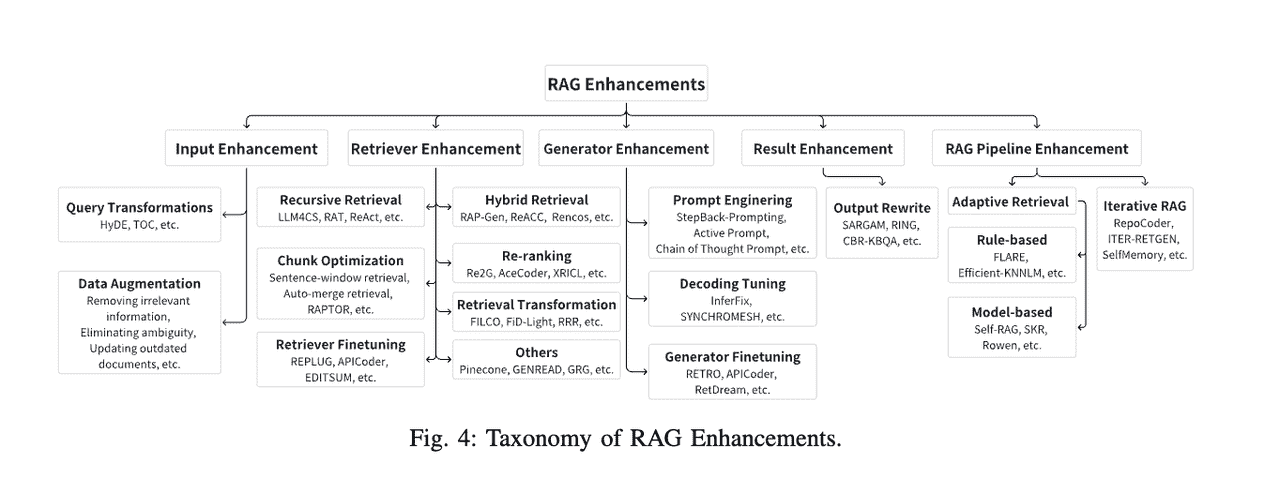 RAG Enhancements
Input Enhancement
Retriever Enhancement
Generator Enhancement
Result Enhancement
RAG Pipeline Enhancement
Query Transformations
HyDE, TOC, etc.
Data Augmentation
Removing irrelevant
information,
Eliminating ambiguity,
Updating outdated
documents, etc.
Recursive Retrieval
LLM4CS, RAT, ReAct, etc.
Chunk Optimization
Sentence-window retrieval,
Auto-merge retrieval,
RAPTOR, etc.
Retriever Finetuning
REPLUG, APICoder,
EDITSUM, etc.
Hybrid Retrieval
RAP-Gen, ReACC, Rencos, etc.
Re-ranking
Re2G, AceCoder, XRICL, etc.
Retrieval Transformation
FILCO, FiD-Light, RRR, etc.
Others
Pinecone, GENREAD, GRG, etc.
Prompt Enginering
StepBack-Prompting,
Active Prompt,
Chain of Thought Prompt, etc.
Decoding Tuning
InferFix,
SYNCHROMESH, etc.
Generator Finetuning
RETRO, APICoder,
RetDream, etc.
Output Rewrite
SARGAM, RING,
CBR-KBQA, etc.
Adaptive Retrieval
Rule-based
FLARE,
Efficient-KNNLM, etc.
Model-based
Self-RAG, SKR,
Rowen, etc.
Iterative RAG
RepoCoder,
ITER-RETGEN,
SelfMemory, etc.
Fig. 4: Taxonomy of RAG Enhancements.